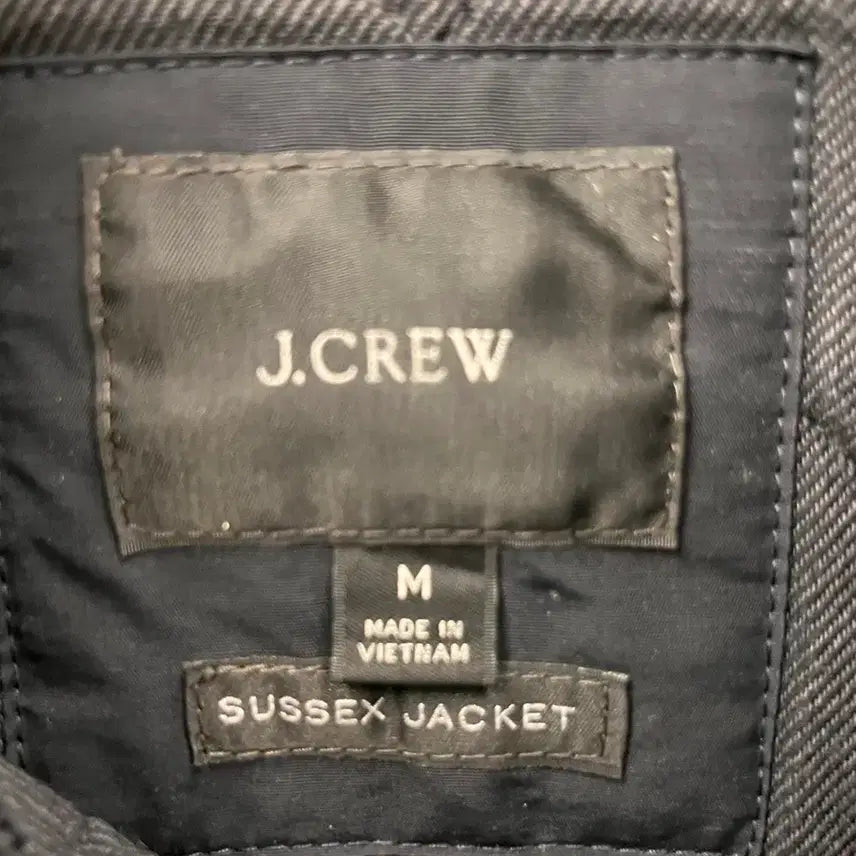 J.CREW
M
MADE IN
VIETNAM
SUSSEX JACKET